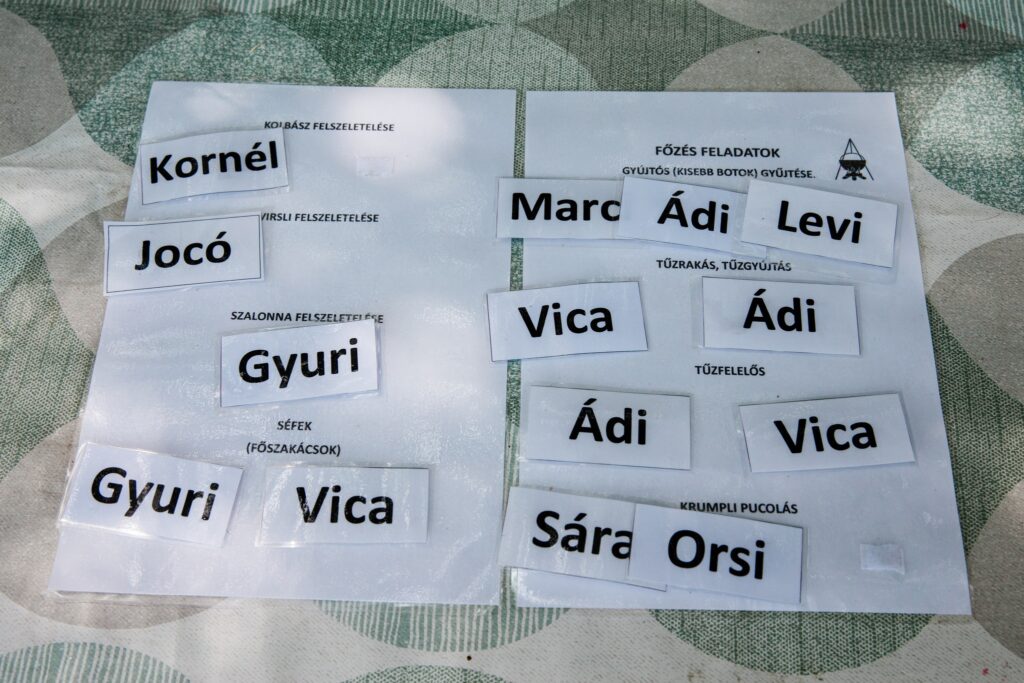 KOLBÁSZ FELSZELETELÉSE
Kornél
VIRSLI FELSZELETELÉSE
Jocó
SZALONNA FELSZELETELÉSE
Gyuri
SÉFEK
(FŐSZAKÁCSOK)
Gyuri Vica
FŐZÉS FELADATOK
GYÚJTÓS (KISEBB BOTOK) GYŰJTÉSE.
Marc Ádi Levi
TŰZRAKÁS, TŰZGYÚJTÁS
Vica Ádi
TŰZFELELŐS
Ádi Vica
KRUMPLI PUCOLÁS
Sára Orsi